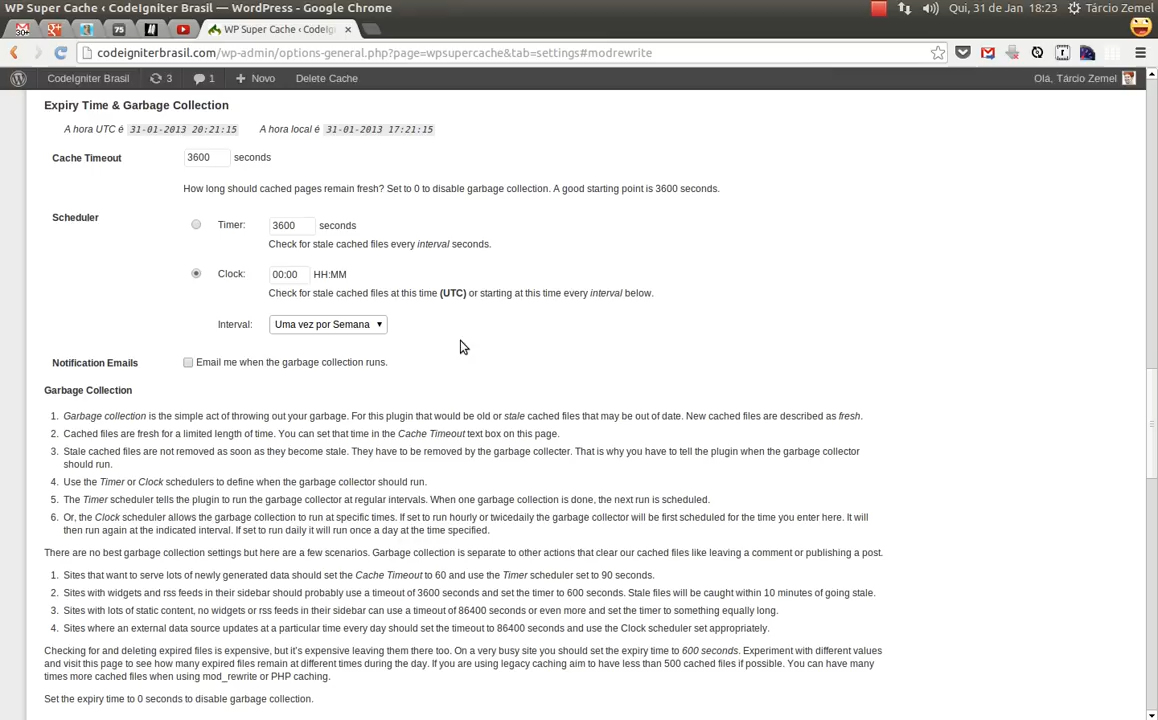 WP Super Cache ‹ CodeIgniter Brasil — WordPress - Google Chrome
Qui, 31 de Jan 18:23 Tárcio Zemel
30+
75
WP Super Cache ‹ CodeIgn
codeigniterbrasil.com/wp-admin/options-general.php?page=wpsupercache&tab=settings#modrewrite
CodeIgniter Brasil 3 1 + Novo Delete Cache Olá, Tárcio Zemel
Expiry Time & Garbage Collection
A hora UTC é 31-01-2013 20:21:15 A hora local é 31-01-2013 17:21:15
Cache Timeout 3600 seconds
How long should cached pages remain fresh? Set to 0 to disable garbage collection. A good starting point is 3600 seconds.
Scheduler Timer: 3600 seconds
Check for stale cached files every interval seconds.
Clock: 00:00 HH:MM
Check for stale cached files at this time (UTC) or starting at this time every interval below.
Interval: Uma vez por Semana
Notification Emails Email me when the garbage collection runs.
Garbage Collection
1. Garbage collection is the simple act of throwing out your garbage. For this plugin that would be old or stale cached files that may be out of date. New cached files are described as fresh.
2. Cached files are fresh for a limited length of time. You can set that time in the Cache Timeout text box on this page.
3. Stale cached files are not removed as soon as they become stale. They have to be removed by the garbage collecter. That is why you have to tell the plugin when the garbage collector
should run.
4. Use the Timer or Clock schedulers to define when the garbage collector should run.
5. The Timer scheduler tells the plugin to run the garbage collector at regular intervals. When one garbage collection is done, the next run is scheduled.
6. Or, the Clock scheduler allows the garbage collection to run at specific times. If set to run hourly or twicedaily the garbage collector will be first scheduled for the time you enter here. It will
then run again at the indicated interval. If set to run daily it will run once a day at the time specified.
There are no best garbage collection settings but here are a few scenarios. Garbage collection is separate to other actions that clear our cached files like leaving a comment or publishing a post.
1. Sites that want to serve lots of newly generated data should set the Cache Timeout to 60 and use the Timer scheduler set to 90 seconds.
2. Sites with widgets and rss feeds in their sidebar should probably use a timeout of 3600 seconds and set the timer to 600 seconds. Stale files will be caught within 10 minutes of going stale.
3. Sites with lots of static content, no widgets or rss feeds in their sidebar can use a timeout of 86400 seconds or even more and set the timer to something equally long.
4. Sites where an external data source updates at a particular time every day should set the timeout to 86400 seconds and use the Clock scheduler set appropriately.
Checking for and deleting expired files is expensive, but it's expensive leaving them there too. On a very busy site you should set the expiry time to 600 seconds. Experiment with different values
and visit this page to see how many expired files remain at different times during the day. If you are using legacy caching aim to have less than 500 cached files if possible. You can have many
times more cached files when using mod_rewrite or PHP caching.
Set the expiry time to 0 seconds to disable garbage collection.